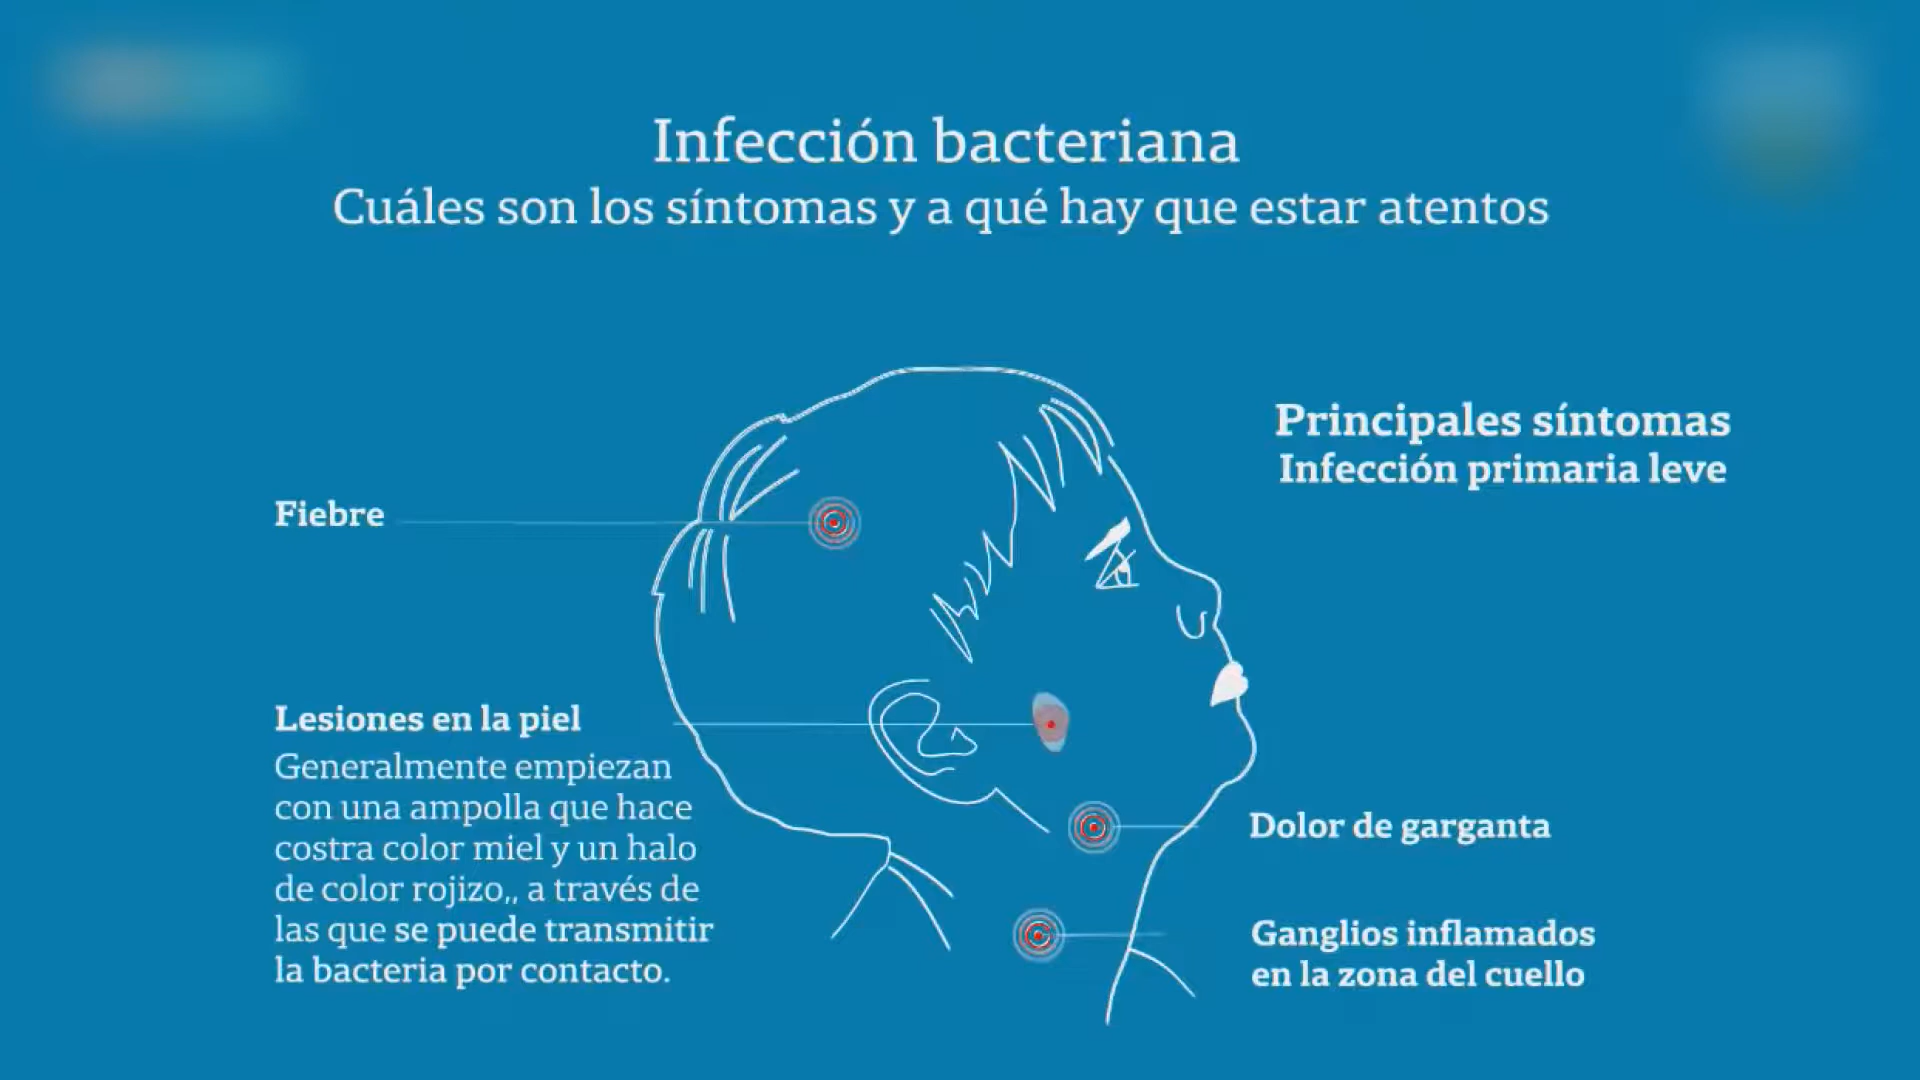 Infección bacteriana
Cuáles son los síntomas y a qué hay que estar atentos
Principales síntomas
Infección primaria leve
Fiebre
Lesiones en la piel
Generalmente empiezan
con una ampolla que hace
costra color miel y un halo
de color rojizo,, a través de
las que se puede transmitir
la bacteria por contacto.
Dolor de garganta
Ganglios inflamados
en la zona del cuello